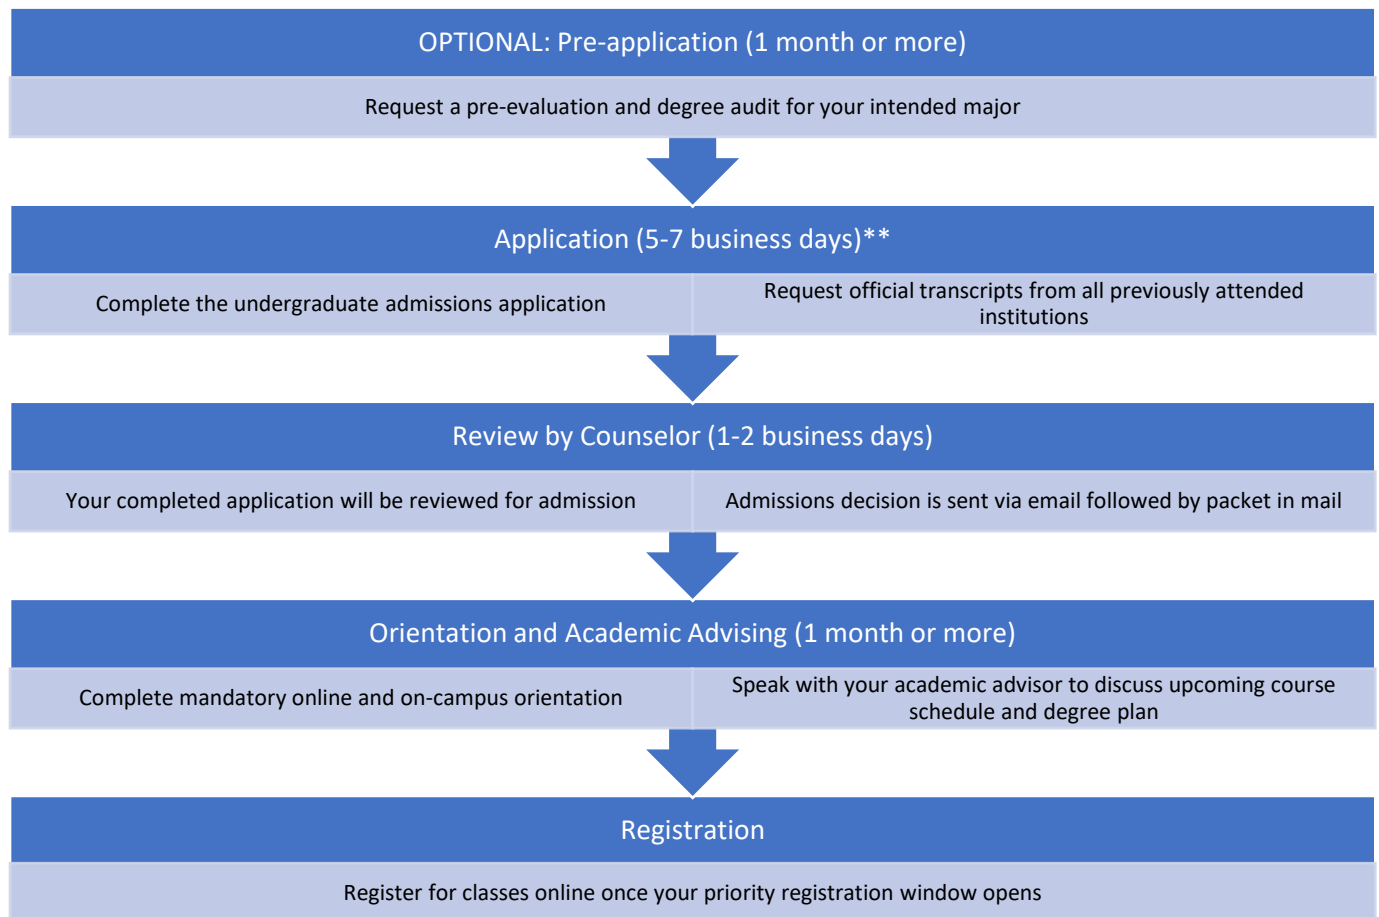 OPTIONAL: Pre-application (1 month or more)
Request a pre-evaluation and degree audit for your intended major
Application (5-7 business days)**
Complete the undergraduate admissions application
Request official transcripts from all previously attended
institutions
Review by Counselor (1-2 business days)
Your completed application will be reviewed for admission
Admissions decision is sent via email followed by packet in mail
Orientation and Academic Advising (1 month or more)
Complete mandatory online and on-campus orientation
Speak with your academic advisor to discuss upcoming course
schedule and degree plan
Registration
Register for classes online once your priority registration window opens